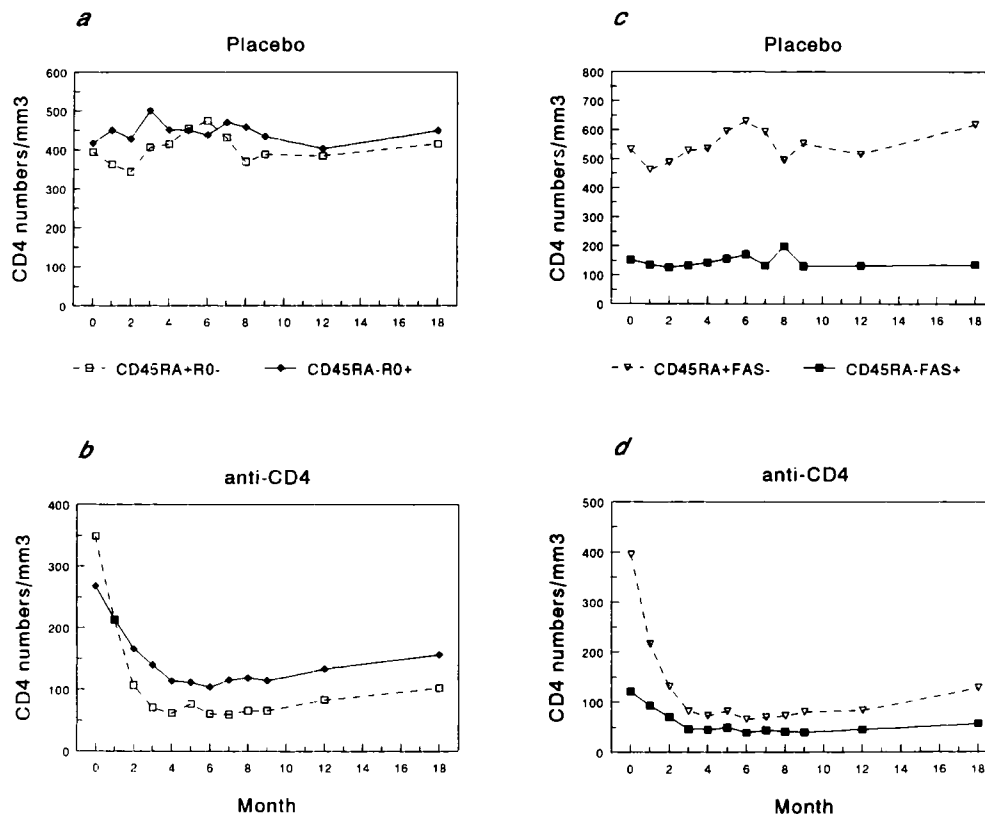 a
Placebo
CD4 numbers/mm3
600
500
400
300
200
100
0
0 2 4 6 8 10 12 14 16 18
CD45RA+R0- CD45RA-R0+
c
Placebo
CD4 numbers/mm3
800
700
600
500
400
300
200
100
0
0 2 4 6 8 10 12 14 16 18
CD45RA+FAS- CD45RA-FAS+
b
anti-CD4
CD4 numbers/mm3
400
300
200
100
0
0 2 4 6 8 10 12 14 16 18
Month
d
anti-CD4
CD4 numbers/mm3
500
400
300
200
100
0
0 2 4 6 8 10 12 14 16 18
Month